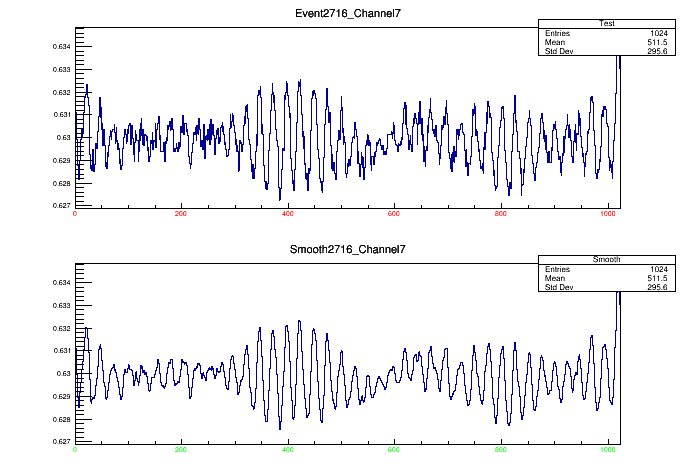 Event2716_Channel7
Test
Entries 1024
Mean 511.5
Std Dev 295.6
0.634
0.633
0.632
0.631
0.63
0.629
0.628
0.627
0 200 400 600 800 1000
Smooth2716_Channel7
Smooth
Entries 1024
Mean 511.5
Std Dev 295.6
0.634
0.633
0.632
0.631
0.63
0.629
0.628
0.627
0 200 400 600 800 1000